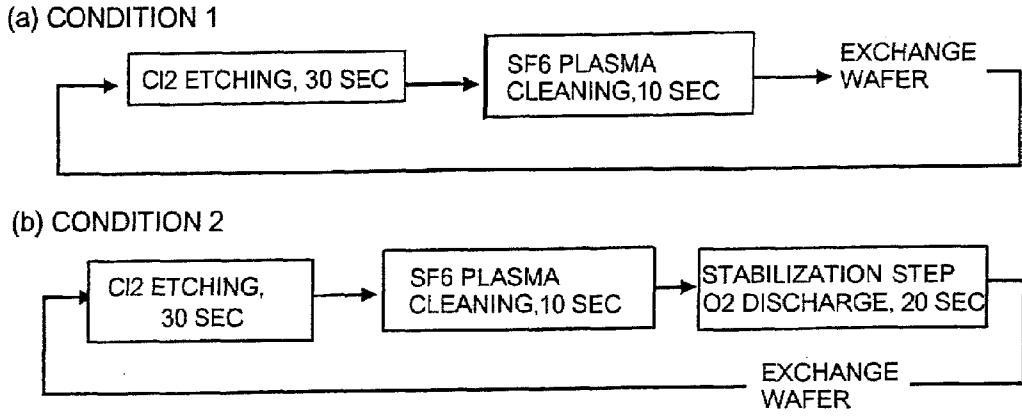 (a) CONDITION 1
Cl2 ETCHING, 30 SEC
SF6 PLASMA
CLEANING,10 SEC
EXCHANGE
WAFER
(b) CONDITION 2
Cl2 ETCHING,
30 SEC
SF6 PLASMA
CLEANING,10 SEC
STABILIZATION STEP
O2 DISCHARGE, 20 SEC
EXCHANGE
WAFER